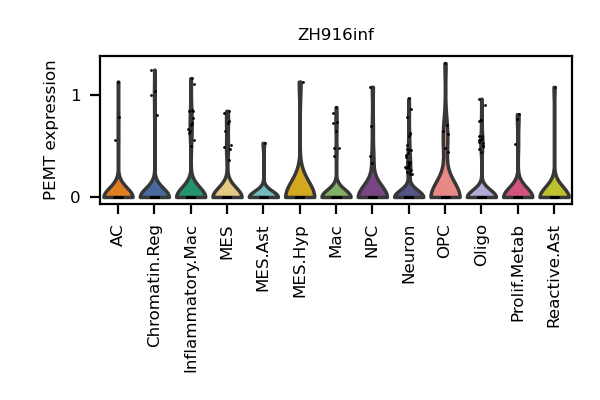 ZH916inf
PEMT expression
1
0
AC
Chromatin.Reg
Inflammatory.Mac
MES
MES.Ast
MES.Hyp
Mac
NPC
Neuron
OPC
Oligo
Prolif.Metab
Reactive.Ast